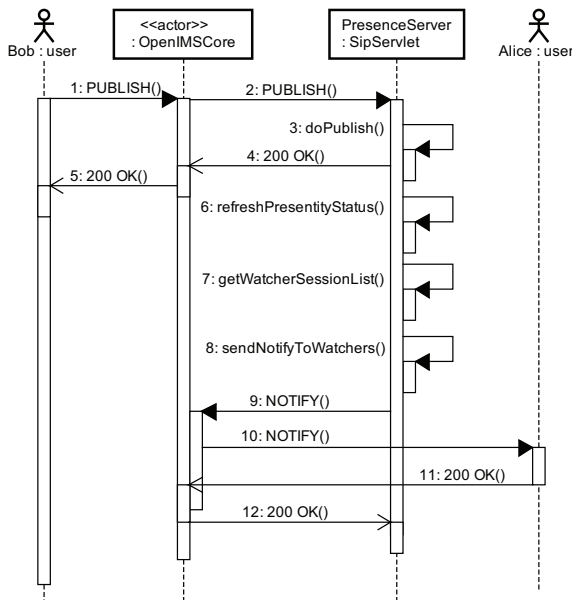 <<actor>>
: OpenIMSCore
PresenceServer
: SipServlet
Bob : user
Alice : user
1: PUBLISH()
2: PUBLISH()
3: doPublish()
4: 200 OK()
5: 200 OK()
6: refreshPresentityStatus()
7: getWatcherSessionList()
8: sendNotifyToWatchers()
9: NOTIFY()
10: NOTIFY()
11: 200 OK()
12: 200 OK()